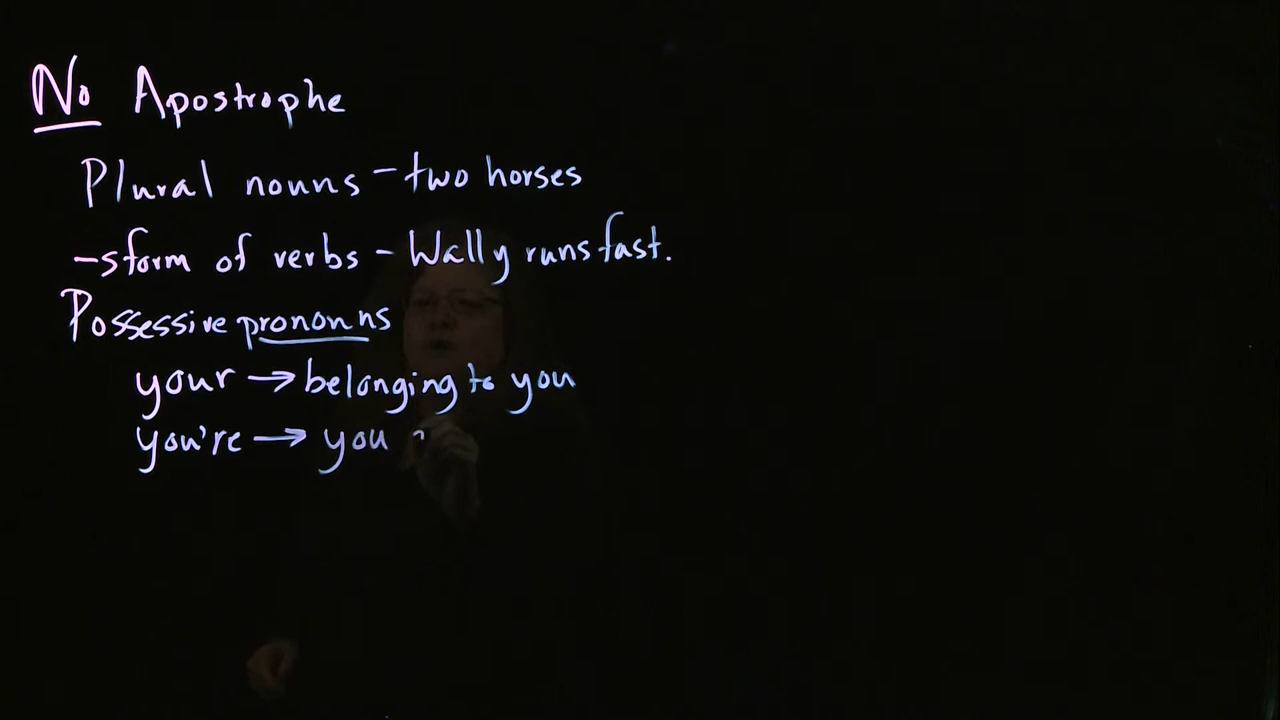 No Apostrophe
Plural nouns - two horses
-s form of verbs - Wally runs fast.
Possessive pronouns
your → belonging to you
you're → you